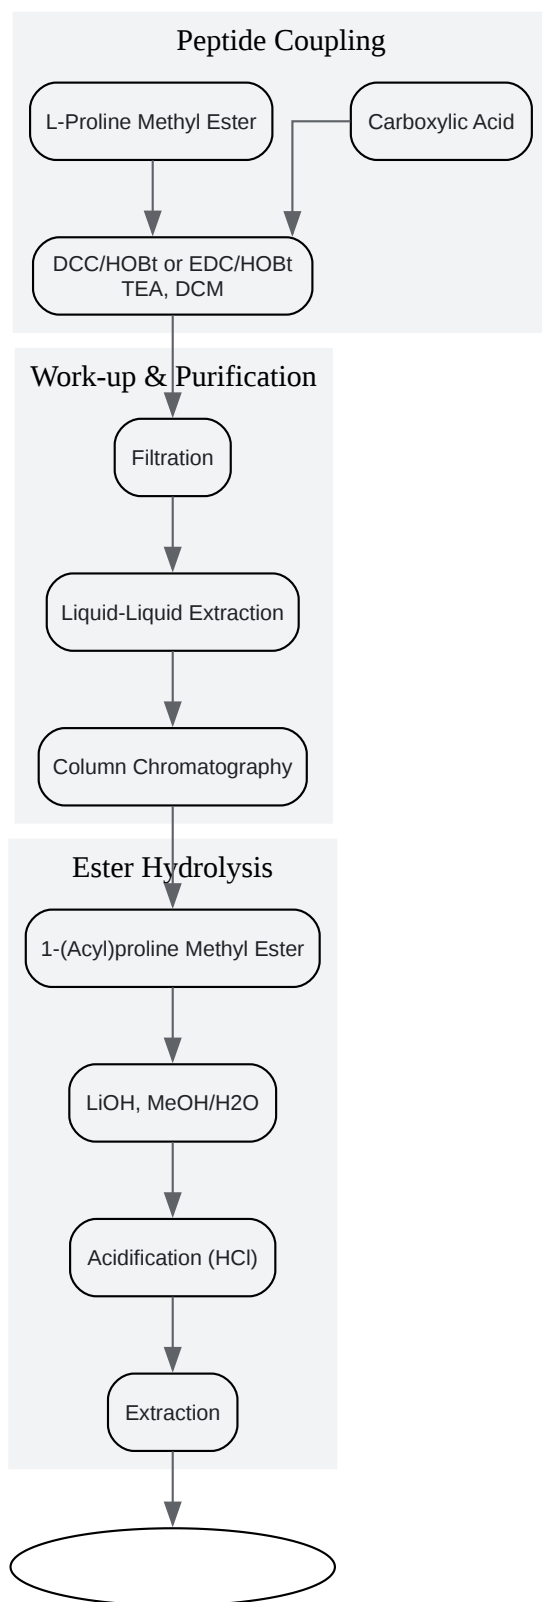 Peptide Coupling
L-Proline Methyl Ester
Carboxylic Acid
DCC/HOBt or EDC/HOBt
TEA, DCM
Work-up & Purification
Filtration
Liquid-Liquid Extraction
Column Chromatography
Ester Hydrolysis
1-(Acyl)proline Methyl Ester
LiOH, MeOH/H2O
Acidification (HCl)
Extraction